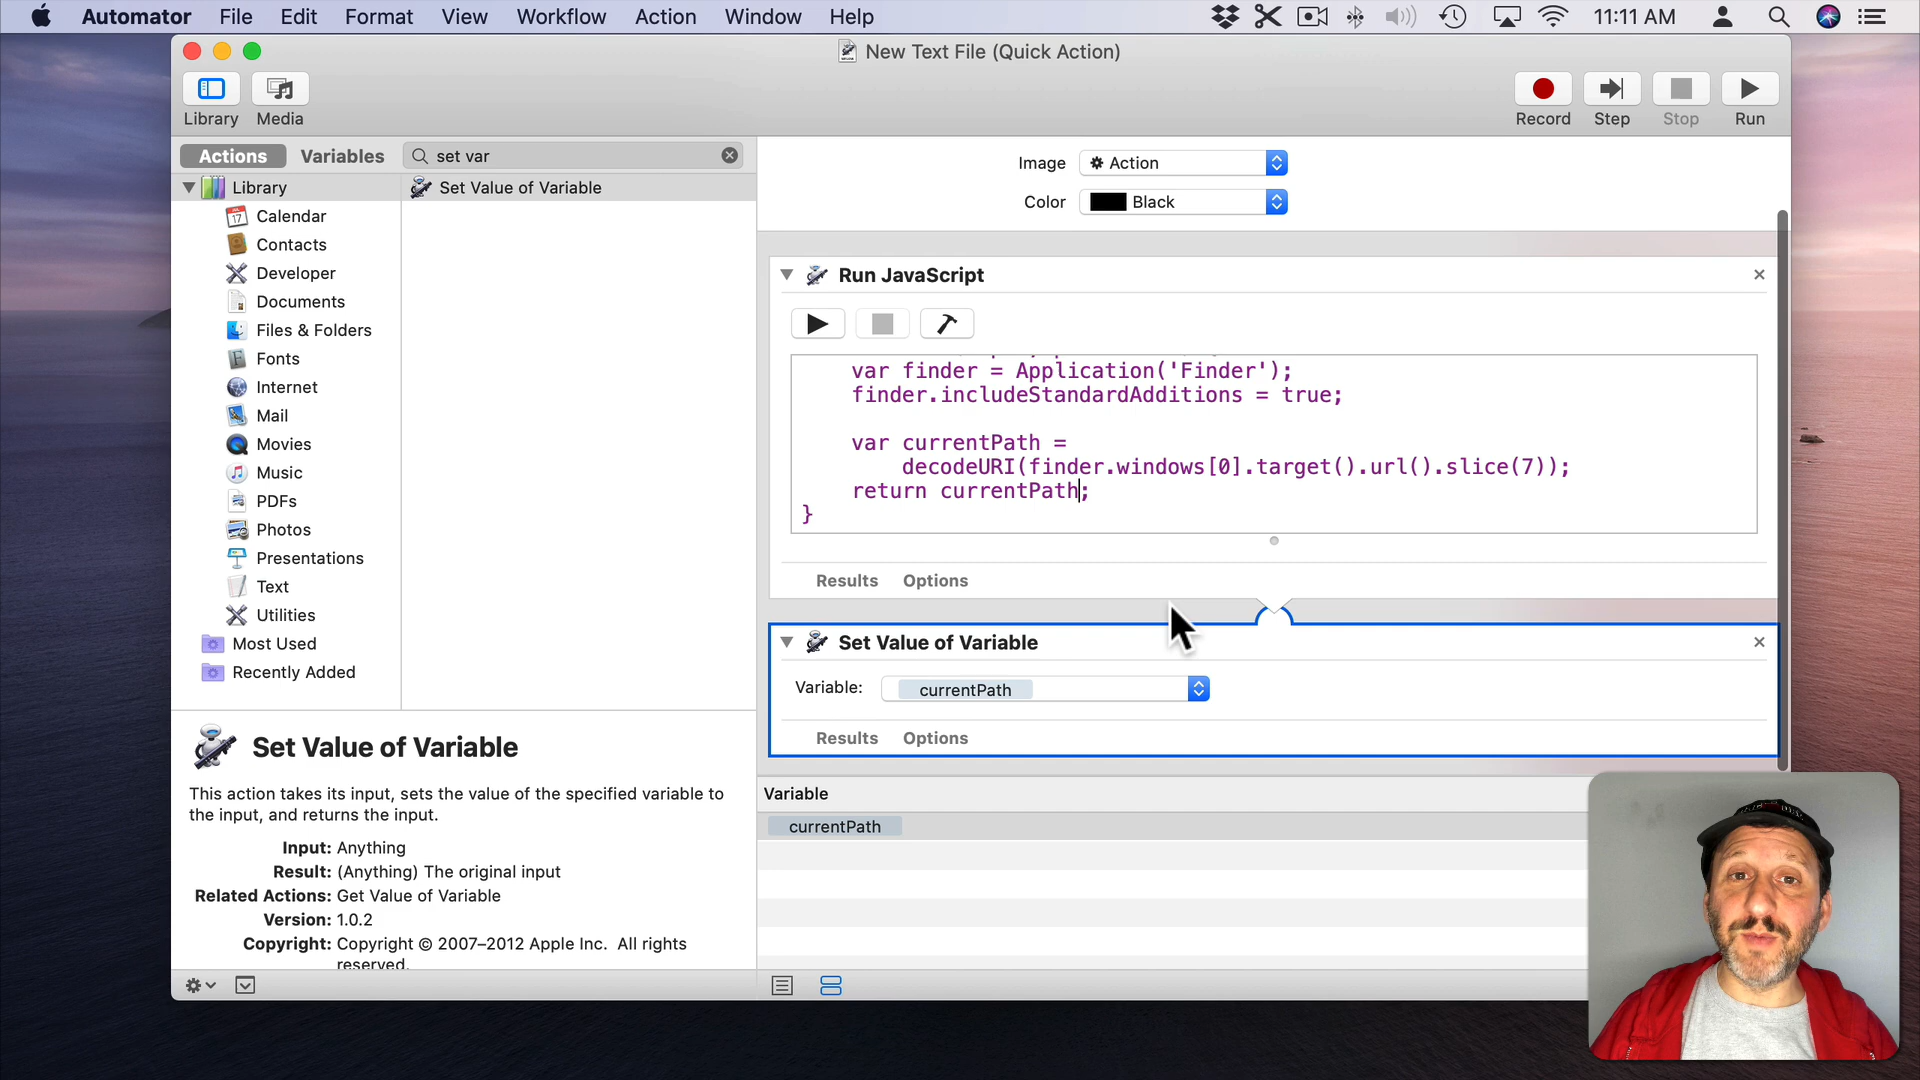 Automator File Edit Format View Workflow Action Window Help 11:11 AM
New Text File (Quick Action)
Library Media Record Step Stop Run
Actions Variables set var
Library
Calendar
Contacts
Developer
Documents
Files & Folders
Fonts
Internet
Mail
Movies
Music
PDFs
Photos
Presentations
Text
Utilities
Most Used
Recently Added
Set Value of Variable
Image Action
Color Black
Run JavaScript
var finder = Application('Finder');
finder.includeStandardAdditions = true;
var currentPath =
decodeURI(finder.windows[0].target().url().slice(7));
return currentPath;
}
Results Options
Set Value of Variable
Variable: currentPath
Results Options
Variable
currentPath
Set Value of Variable
This action takes its input, sets the value of the specified variable to
the input, and returns the input.
Input: Anything
Result: (Anything) The original input
Related Actions: Get Value of Variable
Version: 1.0.2
Copyright: Copyright © 2007–2012 Apple Inc. All rights
reserved.